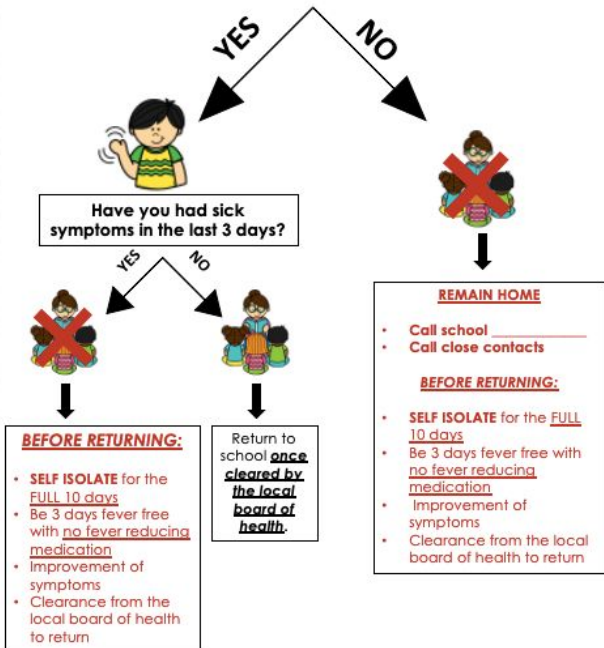 YES
NO
Have you had sick
symptoms in the last 3 days?
YES
NO
BEFORE RETURNING:
• SELF ISOLATE for the
FULL 10 days
• Be 3 days fever free
with no fever reducing
medication
• Improvement of
symptoms
• Clearance from the
local board of health
to return
Return to
school once
cleared by
the local
board of
health.
REMAIN HOME
• Call school ____________
• Call close contacts
BEFORE RETURNING:
• SELF ISOLATE for the FULL
10 days
• Be 3 days fever free with
no fever reducing
medication
• Improvement of
symptoms
• Clearance from the local
board of health to return